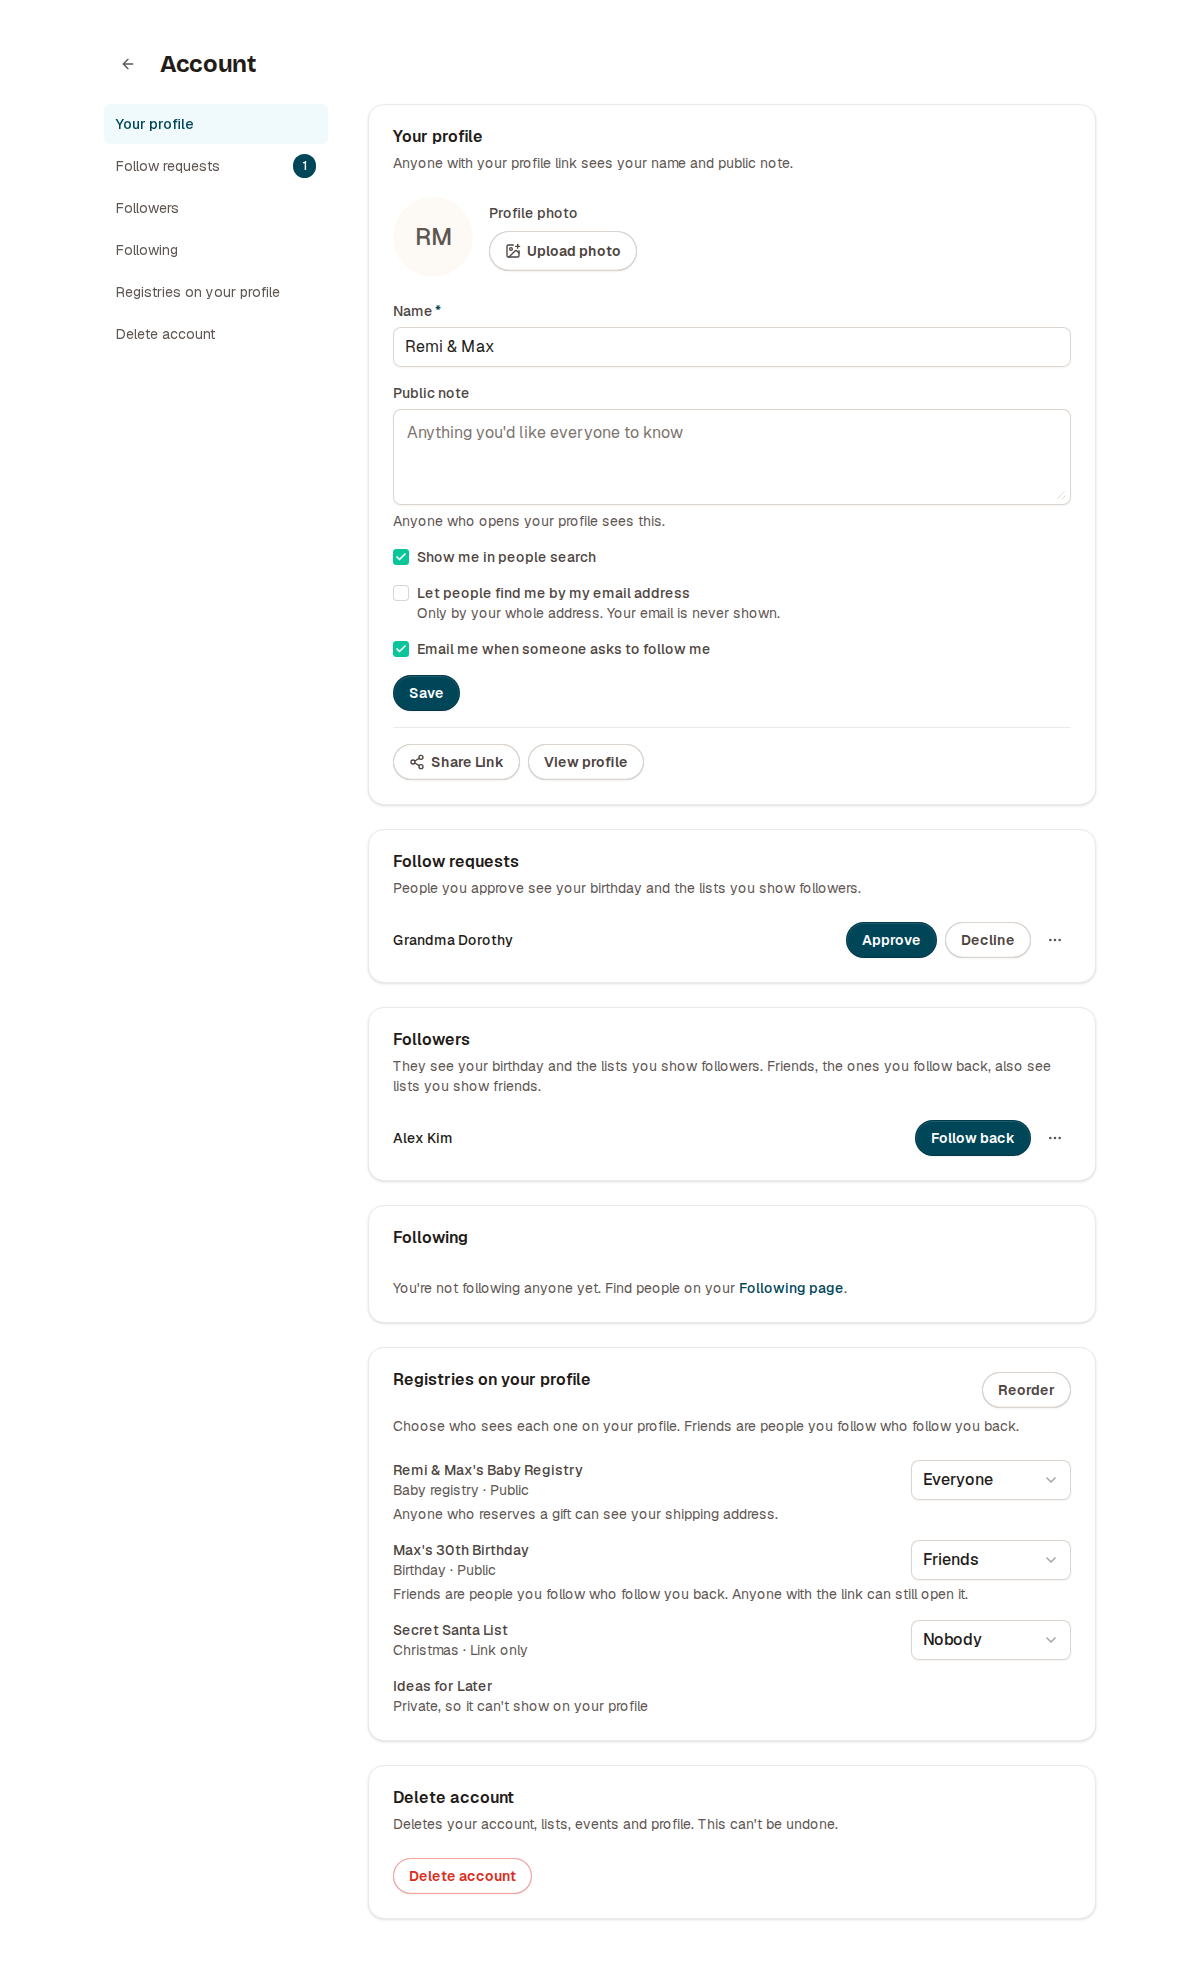 Account
Your profile
Follow requests
1
Followers
Following
Registries on your profile
Delete account
Your profile
Anyone with your profile link sees your name and public note.
RM
Profile photo
Upload photo
Name *
Remi & Max
Public note
Anything you'd like everyone to know
Anyone who opens your profile sees this.
Show me in people search
Let people find me by my email address
Only by your whole address. Your email is never shown.
Email me when someone asks to follow me
Save
Share Link
View profile
Follow requests
People you approve see your birthday and the lists you show followers.
Grandma Dorothy
Approve
Decline
Followers
They see your birthday and the lists you show followers. Friends, the ones you follow back, also see
lists you show friends.
Alex Kim
Follow back
Following
You're not following anyone yet. Find people on your Following page.
Registries on your profile
Reorder
Choose who sees each one on your profile. Friends are people you follow who follow you back.
Remi & Max's Baby Registry
Baby registry · Public
Everyone
Anyone who reserves a gift can see your shipping address.
Max's 30th Birthday
Birthday · Public
Friends
Friends are people you follow who follow you back. Anyone with the link can still open it.
Secret Santa List
Christmas · Link only
Nobody
Ideas for Later
Private, so it can't show on your profile
Delete account
Deletes your account, lists, events and profile. This can't be undone.
Delete account